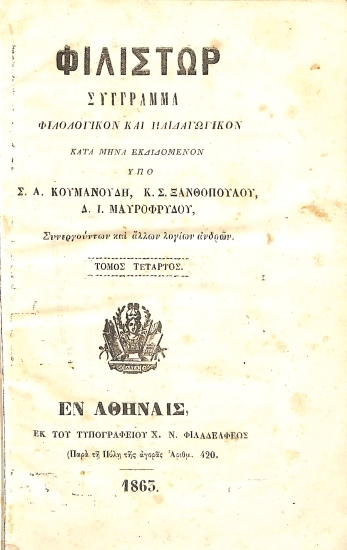 ΦΙΛΙΣΤΩΡ
ΣΥΓΓΡΑΜΜΑ
ΦΙΛΟΛΟΓΙΚΟΝ ΚΑΙ ΠΑΙΔΑΓΩΓΙΚΟΝ
ΚΑΤΑ ΜΗΝΑ ΕΚΔΙΔΟΜΕΝΟΝ
ΥΠΟ
Σ. Α. ΚΟΥΜΑΝΟΥΔΗ, Κ. Σ. ΞΑΝΘΟΠΟΥΛΟΥ,
Δ. Ι. ΜΑΥΡΟΦΡΥΔΟΥ,
Συνεργούντων καὶ ἄλλων λογίων ἀνδρῶν.
ΤΟΜΟΣ ΤΕΤΑΡΤΟΣ.
ΕΝ ΑΘΗΝΑΙΣ,
ΕΚ ΤΟΥ ΤΥΠΟΓΡΑΦΕΙΟΥ Χ. Ν. ΦΙΛΑΔΕΛΦΕΩΣ
(Παρὰ τῇ Πύλῃ τῆς ἀγορᾶς Ἀριθμ. 420.
1863.